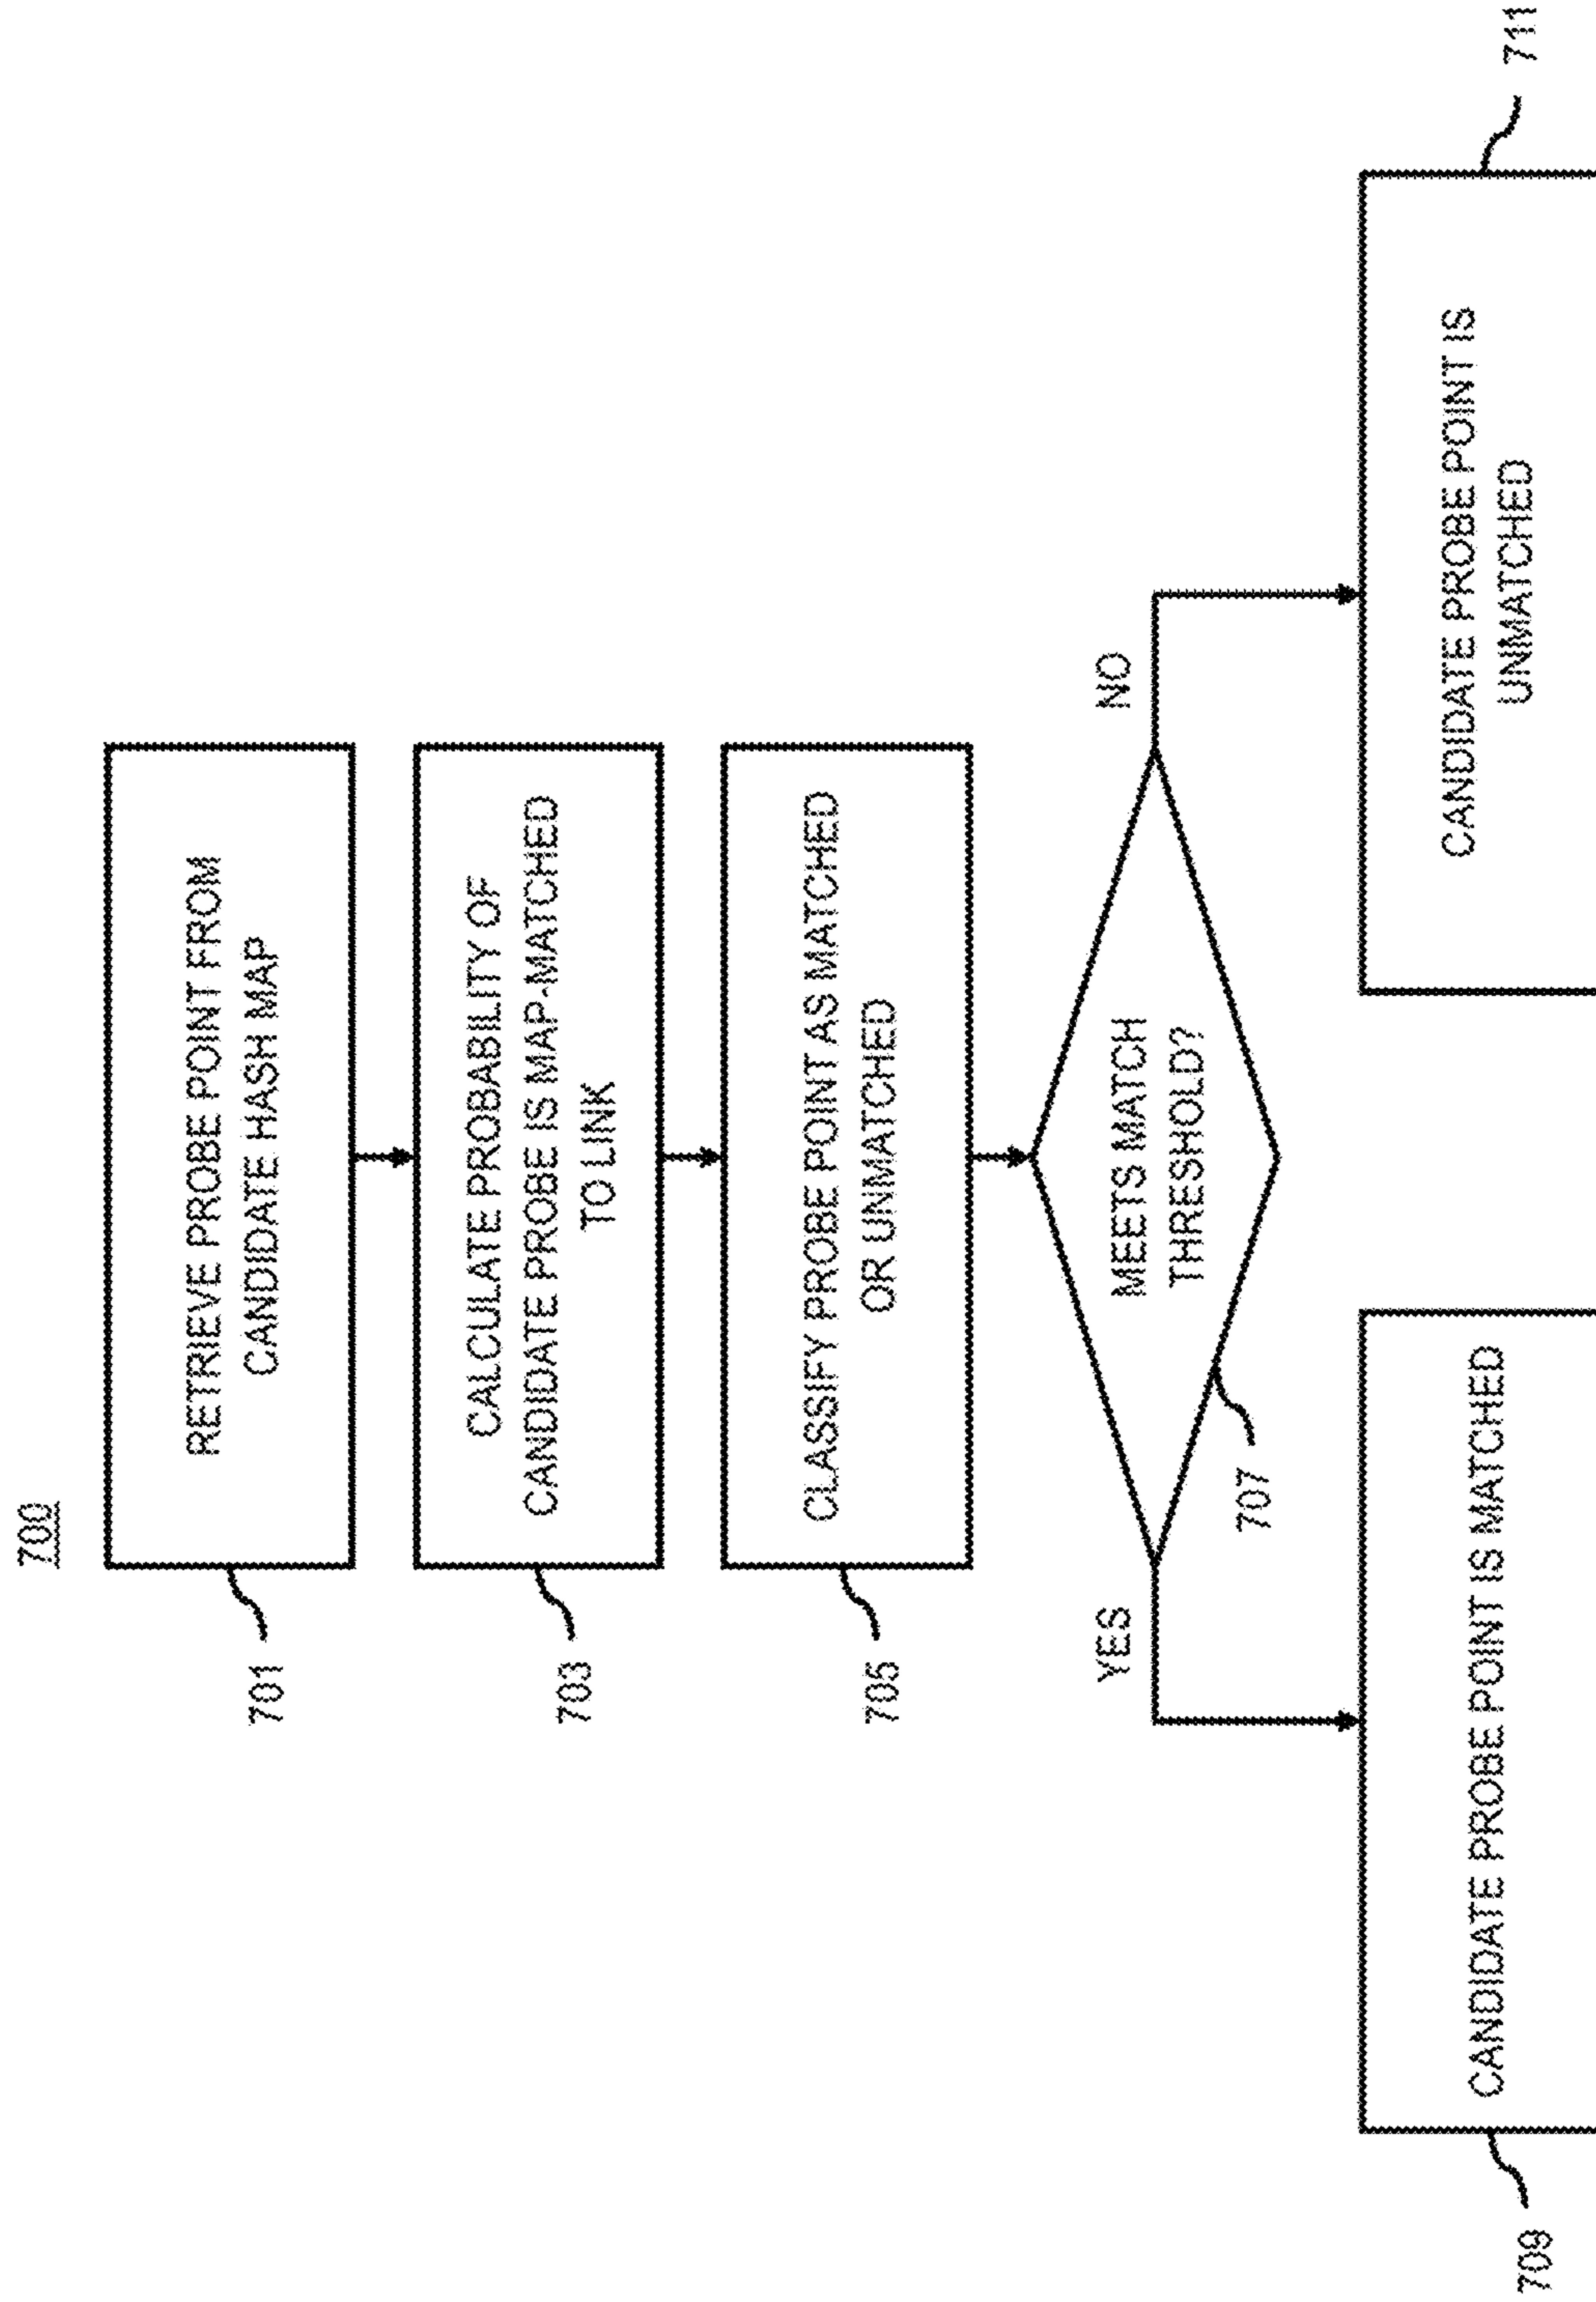 700
RETRIEVE PROBE POINT FROM
CANDIDATE HASH MAP
701
CALCULATE PROBABILITY OF
CANDIDATE PROBE IS MAP-MATCHED
TO LINK
703
CLASSIFY PROBE POINT AS MATCHED
OR UNMATCHED
705
MEETS MATCH
THRESHOLD?
707
YES
NO
CANDIDATE PROBE POINT IS MATCHED
709
CANDIDATE PROBE POINT IS
UNMATCHED
711